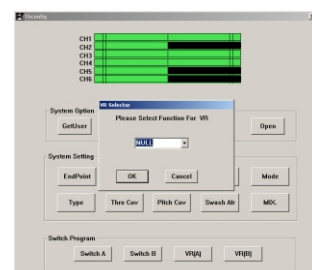 T6config
CH1
CH2
CH3
CH4
CH5
CH6
System Option
GetUser
Open
VR Selector
Please Select Function For VR
NULL
OK
Cancel
System Setting
EndPoint
Mode
Type
Thro Cuv
Pitch Cuv
Swash Afr
MIX.
Switch Program
Switch A
Switch B
VR(A)
VR(B)